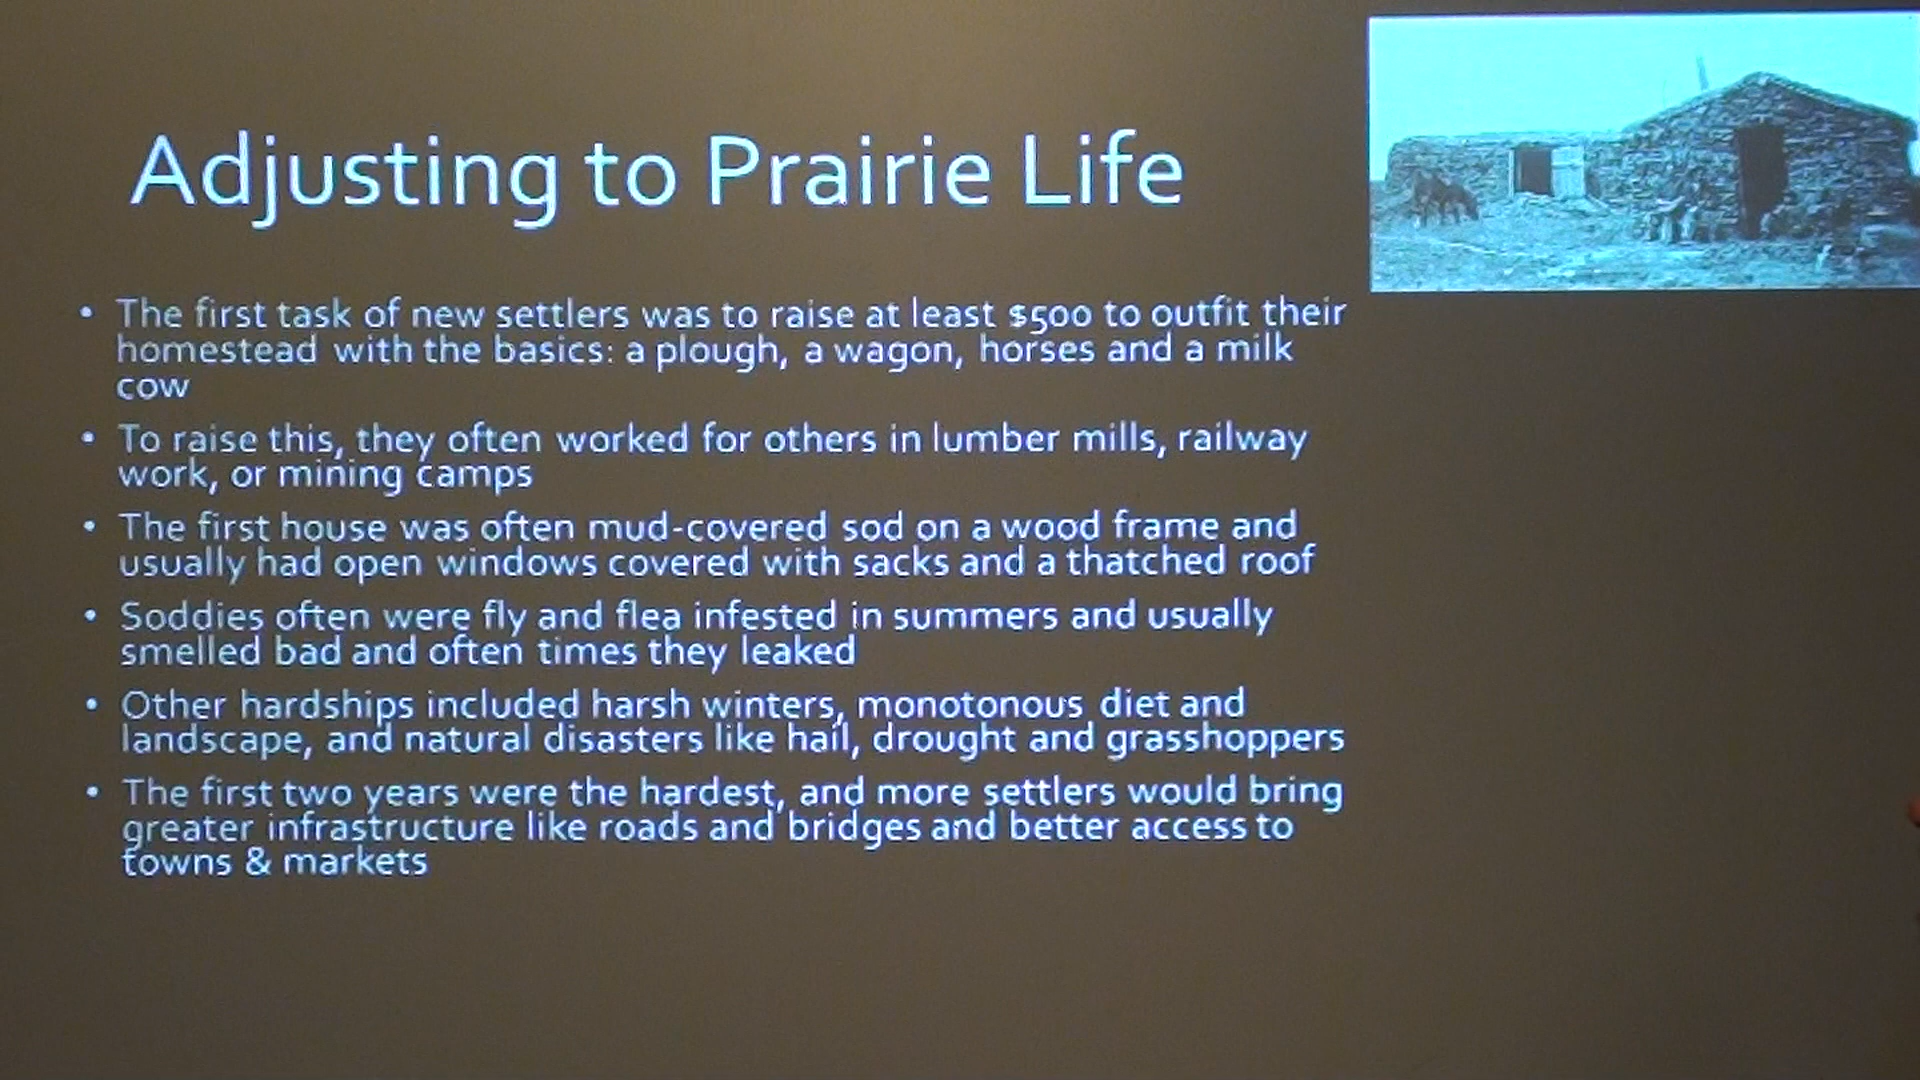 Adjusting to Prairie Life
• The first task of new settlers was to raise at least $500 to outfit their
homestead with the basics: a plough, a wagon, horses and a milk
cow
• To raise this, they often worked for others in lumber mills, railway
work, or mining camps
• The first house was often mud-covered sod on a wood frame and
usually had open windows covered with sacks and a thatched roof
• Soddies often were fly and flea infested in summers and usually
smelled bad and often times they leaked
• Other hardships included harsh winters, monotonous diet and
landscape, and natural disasters like hail, drought and grasshoppers
• The first two years were the hardest, and more settlers would bring
greater infrastructure like roads and bridges and better access to
towns & markets